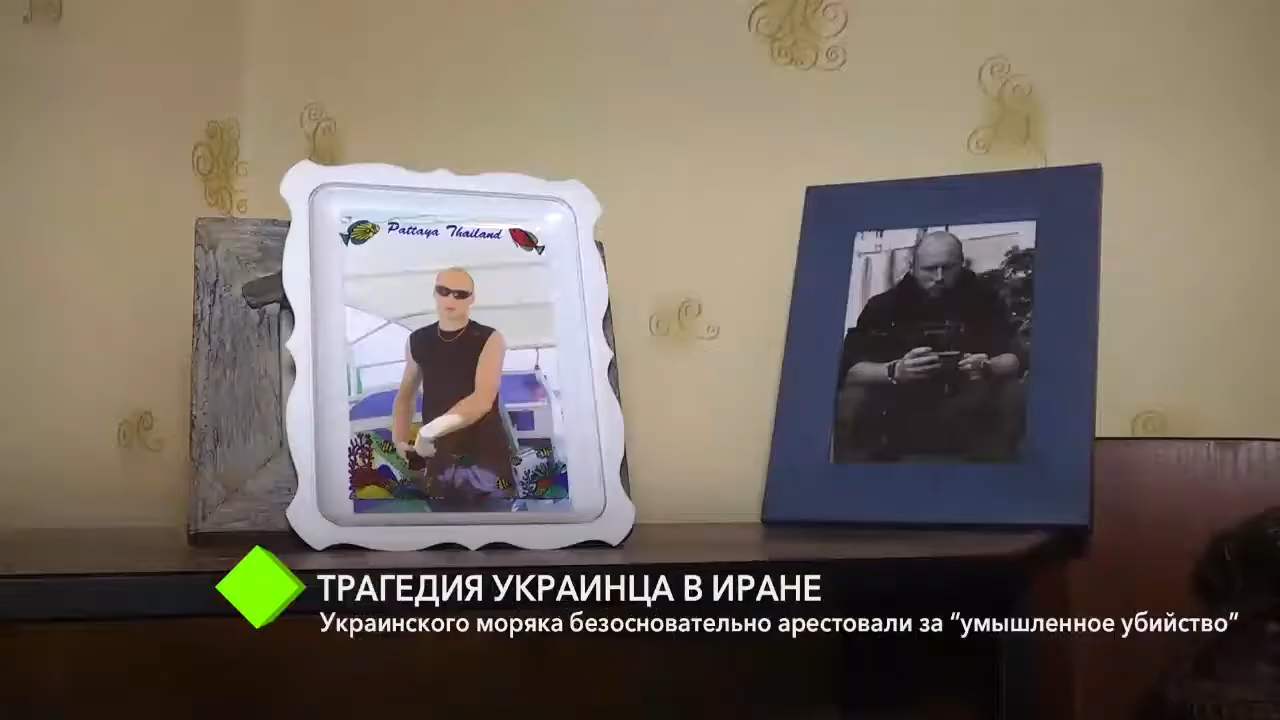 Pattaya Thailand
ТРАГЕДИЯ УКРАИНЦА В ИРАНЕ
Украинского моряка безосновательно арестовали за “умышленное убийство”